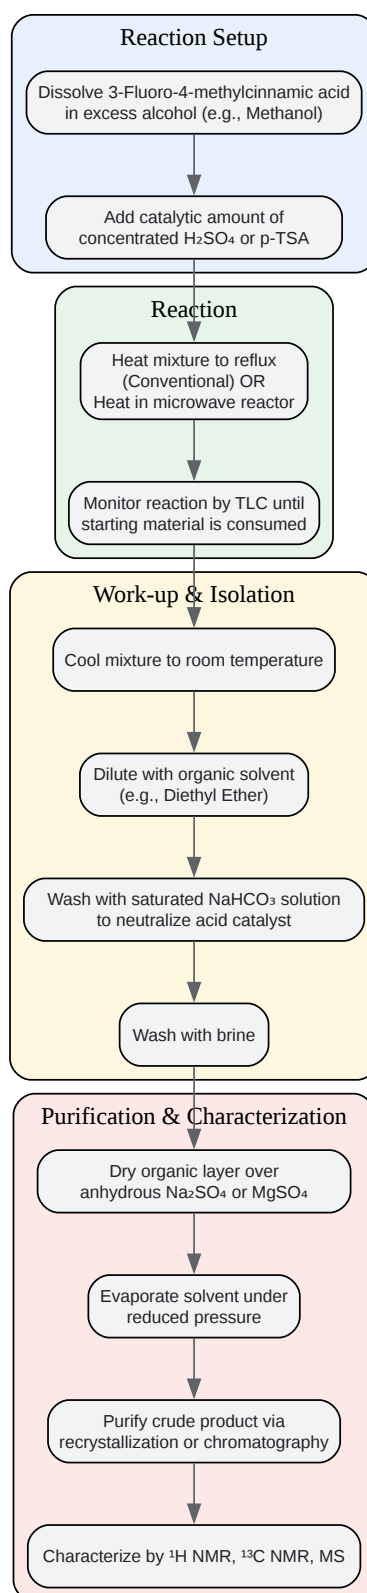 Reaction Setup
Dissolve 3-Fluoro-4-methylcinnamic acid
in excess alcohol (e.g., Methanol)
Add catalytic amount of
concentrated H₂SO₄ or p-TSA
Reaction
Heat mixture to reflux
(Conventional) OR
Heat in microwave reactor
Monitor reaction by TLC until
starting material is consumed
Work-up & Isolation
Cool mixture to room temperature
Dilute with organic solvent
(e.g., Diethyl Ether)
Wash with saturated NaHCO₃ solution
to neutralize acid catalyst
Wash with brine
Purification & Characterization
Dry organic layer over
anhydrous Na₂SO₄ or MgSO₄
Evaporate solvent under
reduced pressure
Purify crude product via
recrystallization or chromatography
Characterize by ¹H NMR, ¹³C NMR, MS